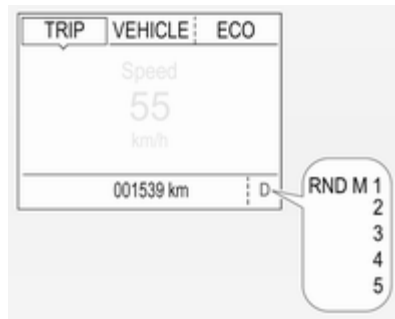 TRIP VEHICLE ECO
Speed
55
km/h
001539 km D
RND M 1
2
3
4
5